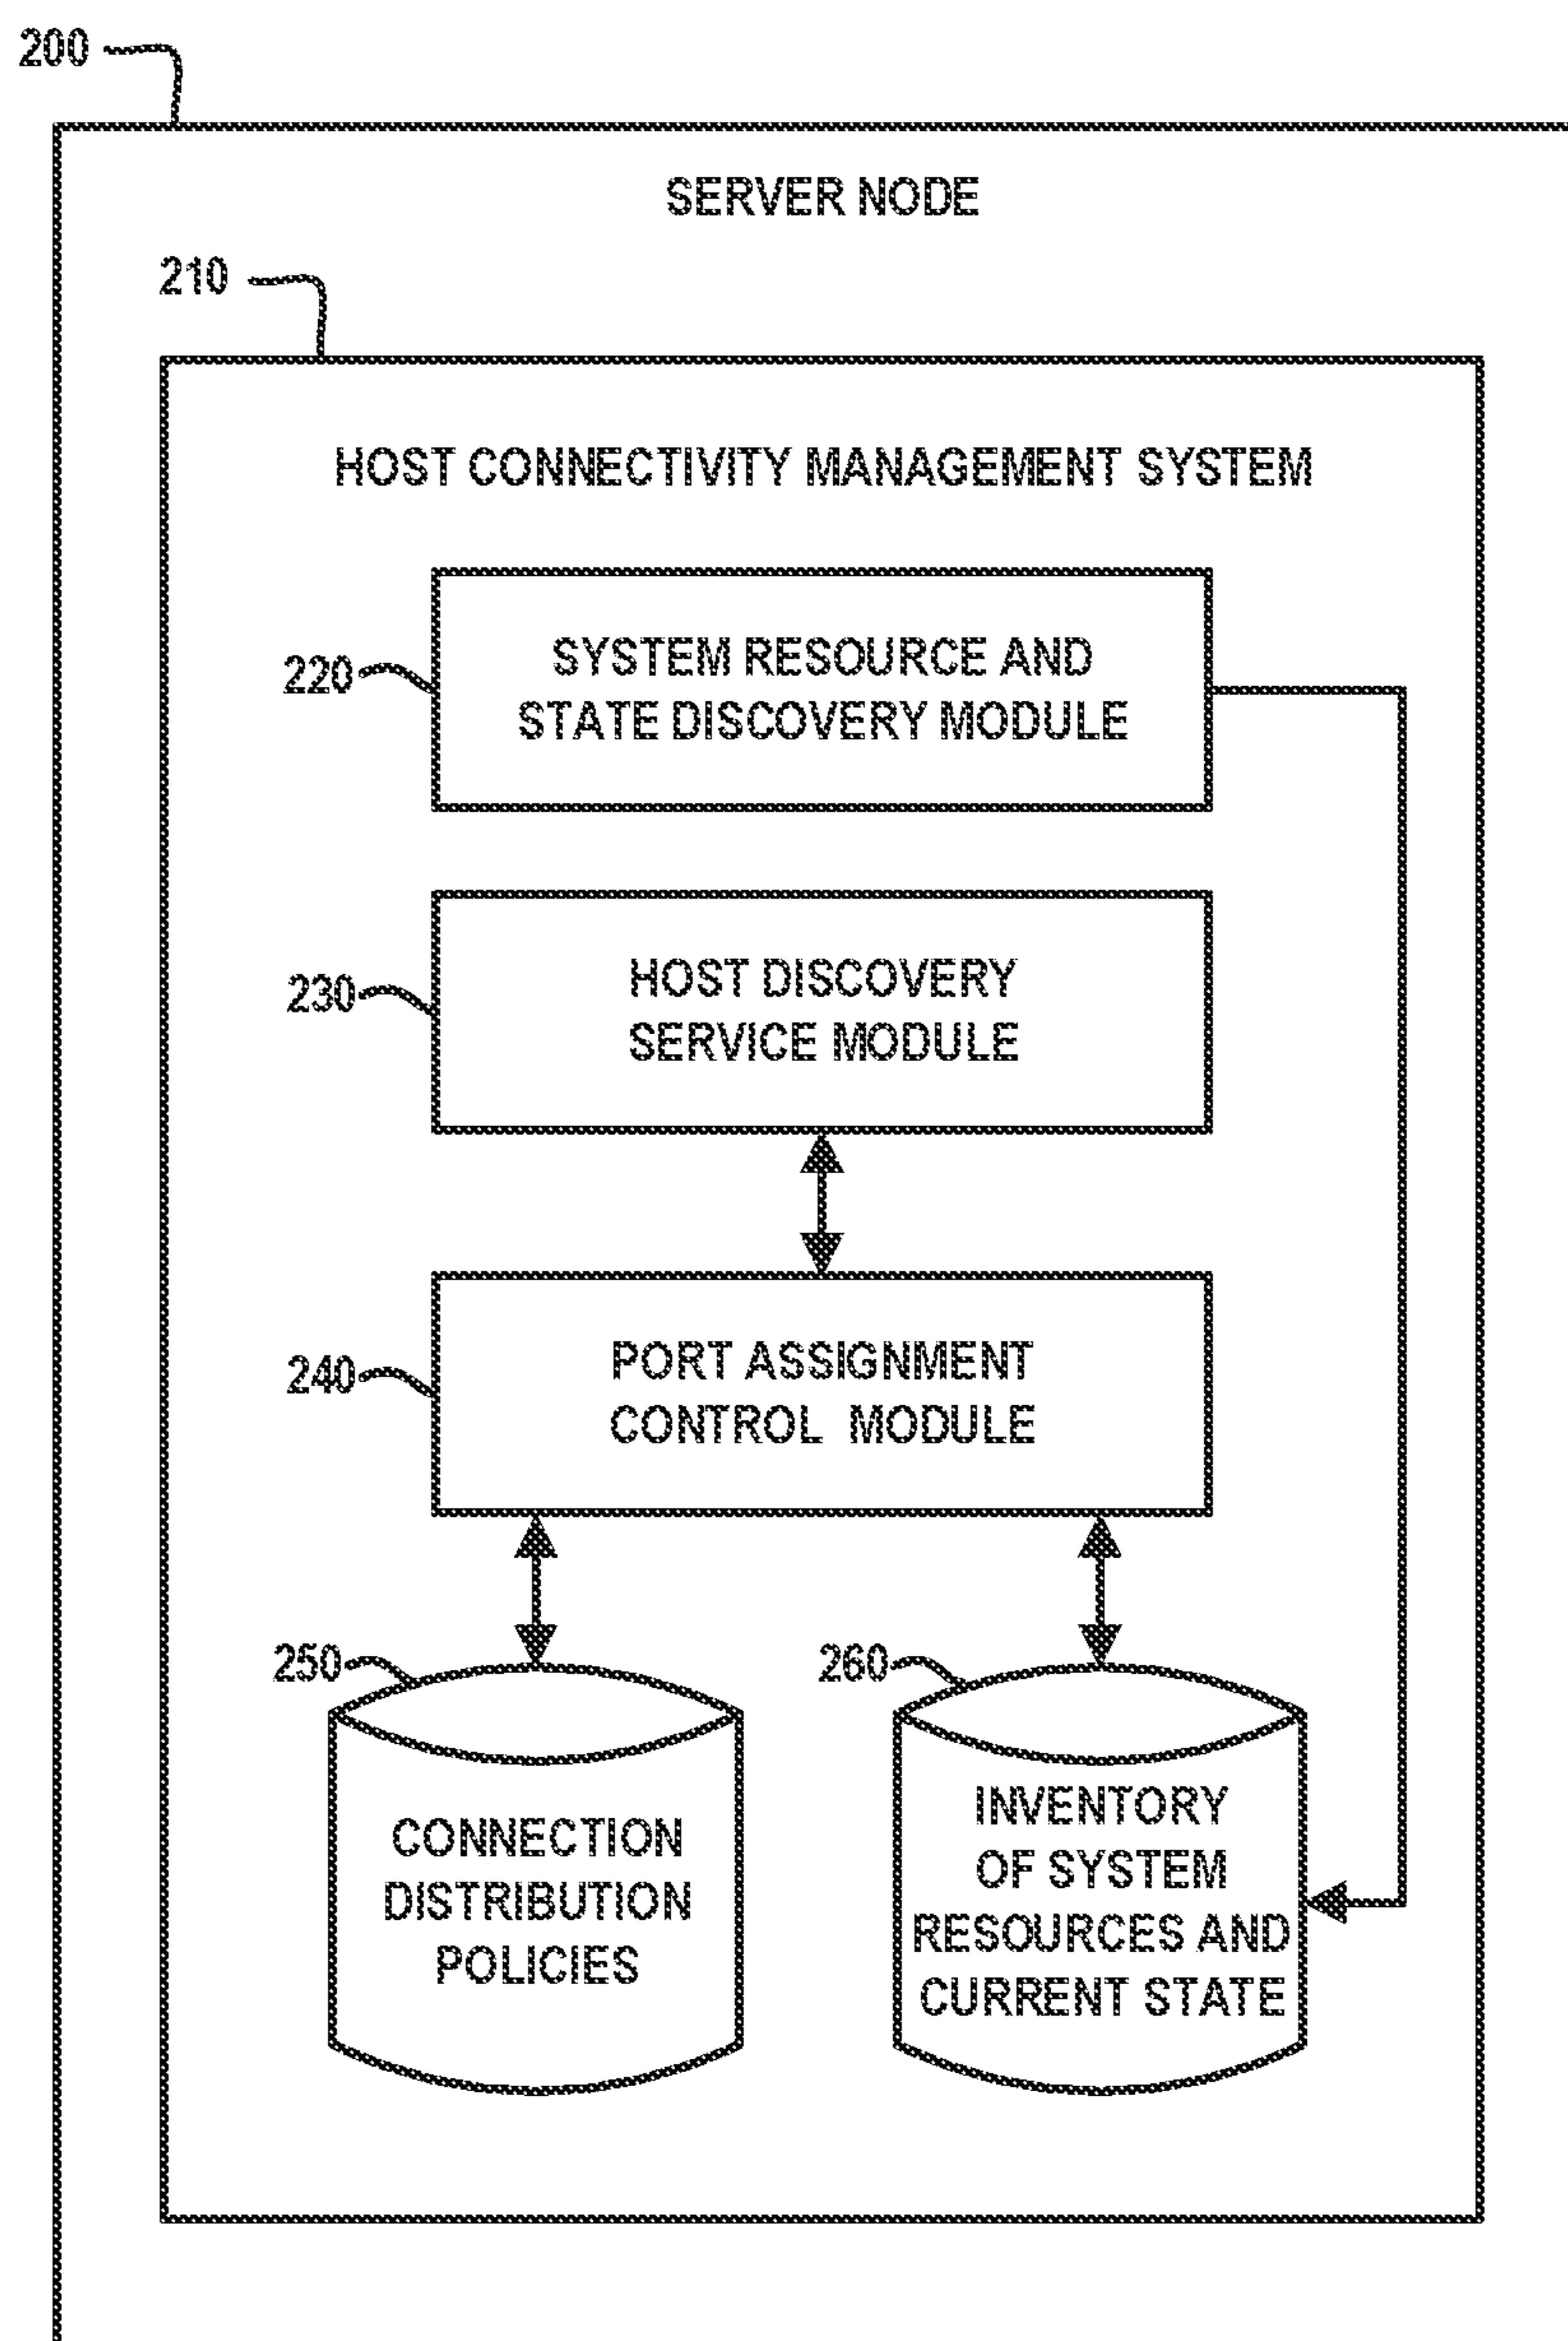 200
SERVER NODE
210
HOST CONNECTIVITY MANAGEMENT SYSTEM
220
SYSTEM RESOURCE AND
STATE DISCOVERY MODULE
230
HOST DISCOVERY
SERVICE MODULE
240
PORT ASSIGNMENT
CONTROL MODULE
250
CONNECTION
DISTRIBUTION
POLICIES
260
INVENTORY
OF SYSTEM
RESOURCES AND
CURRENT STATE